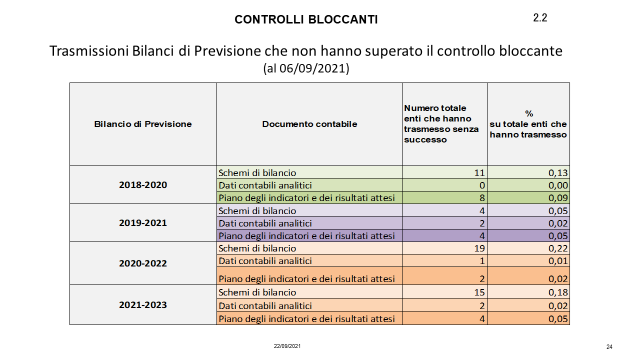 CONTROLLI BLOCCANTI
2.2
Trasmissioni Bilanci di Previsione che non hanno superato il controllo bloccante
(al 06/09/2021)
Bilancio di Previsione
Documento contabile
Numero totale
enti che hanno
trasmesso senza
successo
%
su totale enti che
hanno trasmesso
2018-2020
Schemi di bilancio 11 0,13
Dati contabili analitici 0 0,00
Piano degli indicatori e dei risultati attesi 8 0,09
2019-2021
Schemi di bilancio 4 0,05
Dati contabili analitici 2 0,02
Piano degli indicatori e dei risultati attesi 4 0,05
2020-2022
Schemi di bilancio 19 0,22
Dati contabili analitici 1 0,01
Piano degli indicatori e dei risultati attesi 2 0,02
2021-2023
Schemi di bilancio 15 0,18
Dati contabili analitici 2 0,02
Piano degli indicatori e dei risultati attesi 4 0,05
22/09/2021
24